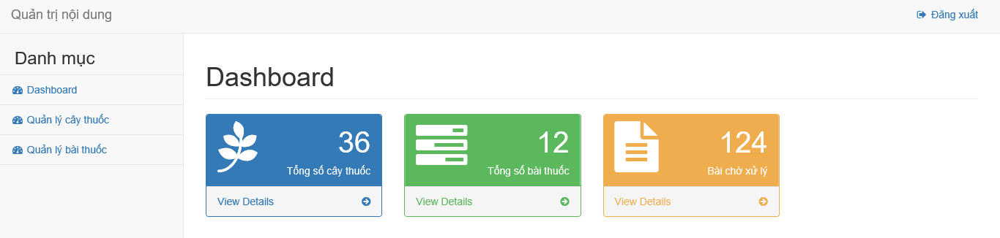 Quản trị nội dung
Đăng xuất
Danh mục
Dashboard
Quản lý cây thuốc
Quản lý bài thuốc
Dashboard
36
Tổng số cây thuốc
View Details
12
Tổng số bài thuốc
View Details
124
Bài chờ xử lý
View Details